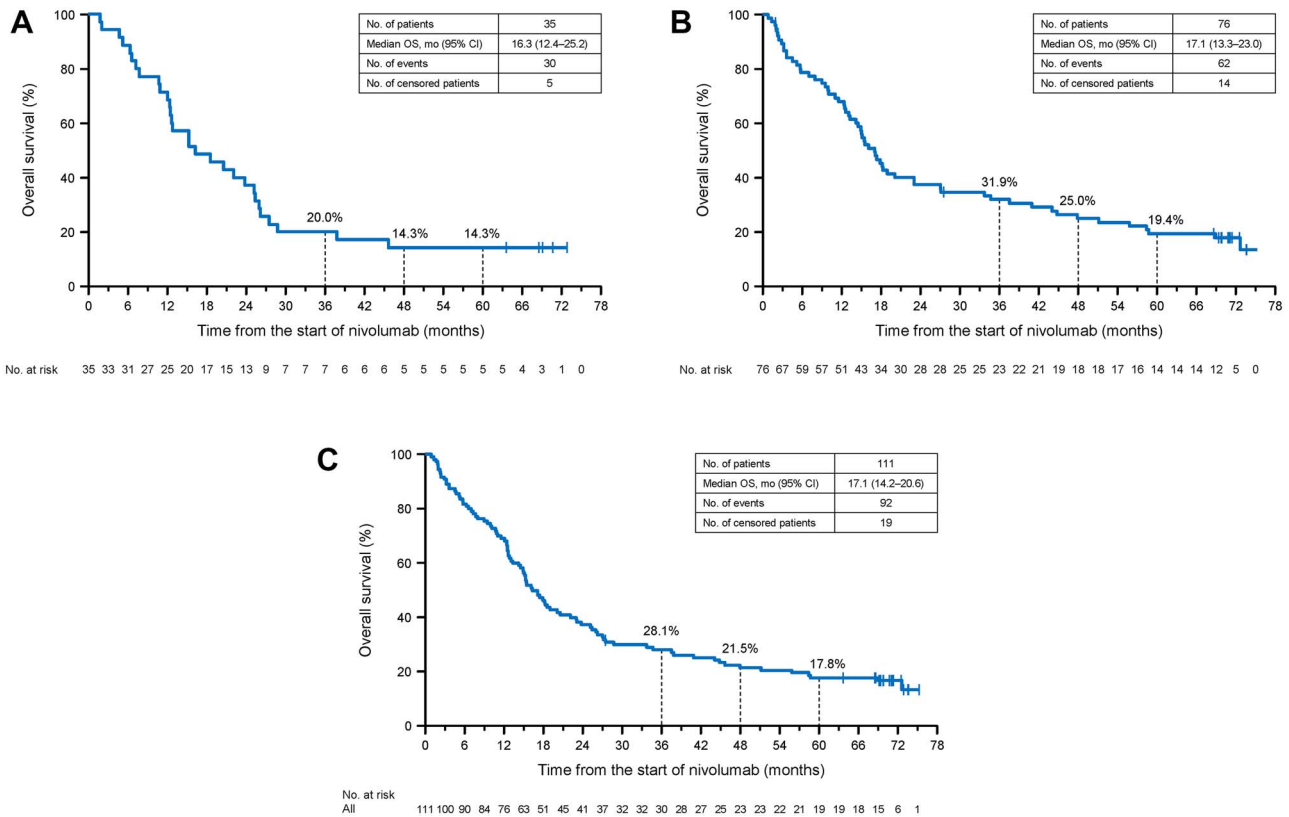 A
No. of patients 35
Median OS, mo (95% CI) 16.3 (12.4–25.2)
No. of events 30
No. of censored patients 5
Overall survival (%)
100
80
60
40
20
0
20.0%
14.3%
14.3%
0 6 12 18 24 30 36 42 48 54 60 66 72 78
Time from the start of nivolumab (months)
No. at risk 35 33 31 27 25 20 17 15 13 9 7 7 7 6 6 6 5 5 5 5 5 5 4 3 1 0
B
No. of patients 76
Median OS, mo (95% CI) 17.1 (13.3–23.0)
No. of events 62
No. of censored patients 14
Overall survival (%)
100
80
60
40
20
0
31.9%
25.0%
19.4%
0 6 12 18 24 30 36 42 48 54 60 66 72 78
Time from the start of nivolumab (months)
No. at risk 76 67 59 57 51 43 34 30 28 28 25 25 23 22 21 19 18 18 17 16 14 14 14 12 5 0
C
No. of patients 111
Median OS, mo (95% CI) 17.1 (14.2–20.6)
No. of events 92
No. of censored patients 19
Overall survival (%)
100
80
60
40
20
0
28.1%
21.5%
17.8%
0 6 12 18 24 30 36 42 48 54 60 66 72 78
Time from the start of nivolumab (months)
No. at risk
All 111 100 90 84 76 63 51 45 41 37 32 32 30 28 27 25 23 23 22 21 19 19 18 15 6 1